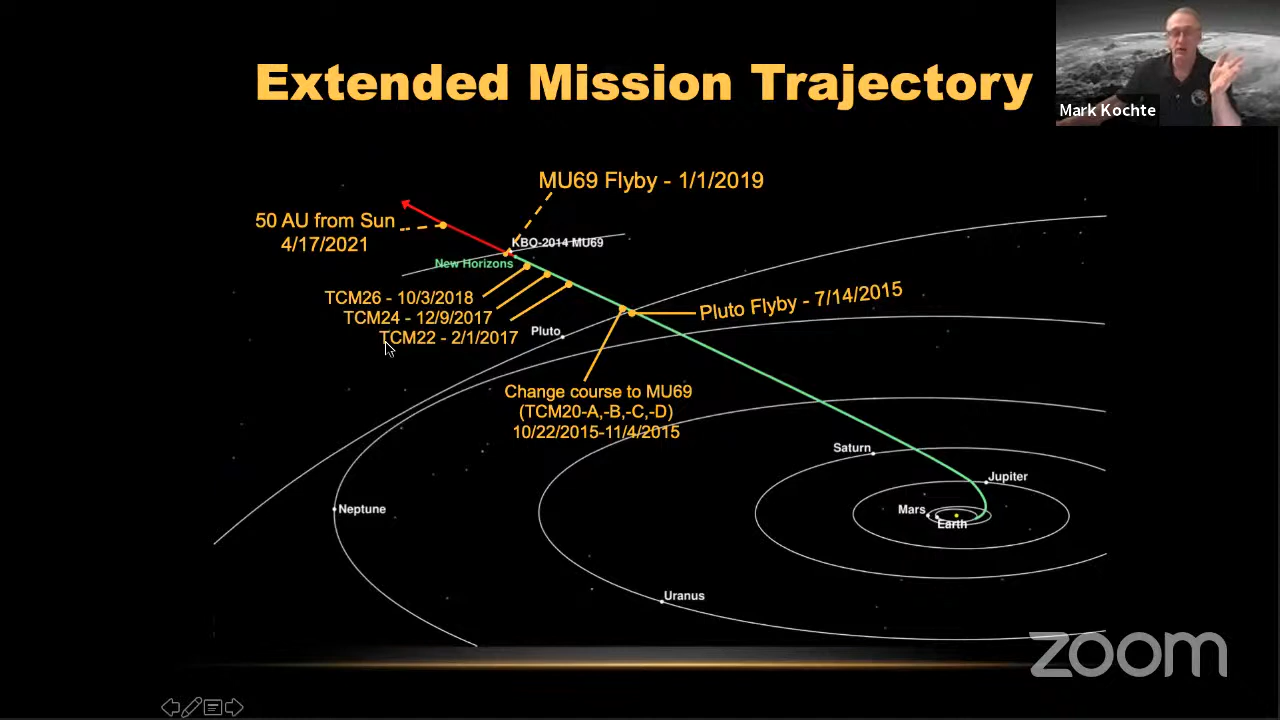 Extended Mission Trajectory
Mark Kochte
MU69 Flyby - 1/1/2019
50 AU from Sun
4/17/2021
KBO-2014 MU69
New Horizons
TCM26 - 10/3/2018
TCM24 - 12/9/2017
TCM22 - 2/1/2017
Pluto Flyby - 7/14/2015
Pluto
Change course to MU69
(TCM20-A,-B,-C,-D)
10/22/2015-11/4/2015
Saturn
Jupiter
Mars
Earth
Neptune
Uranus
zoom